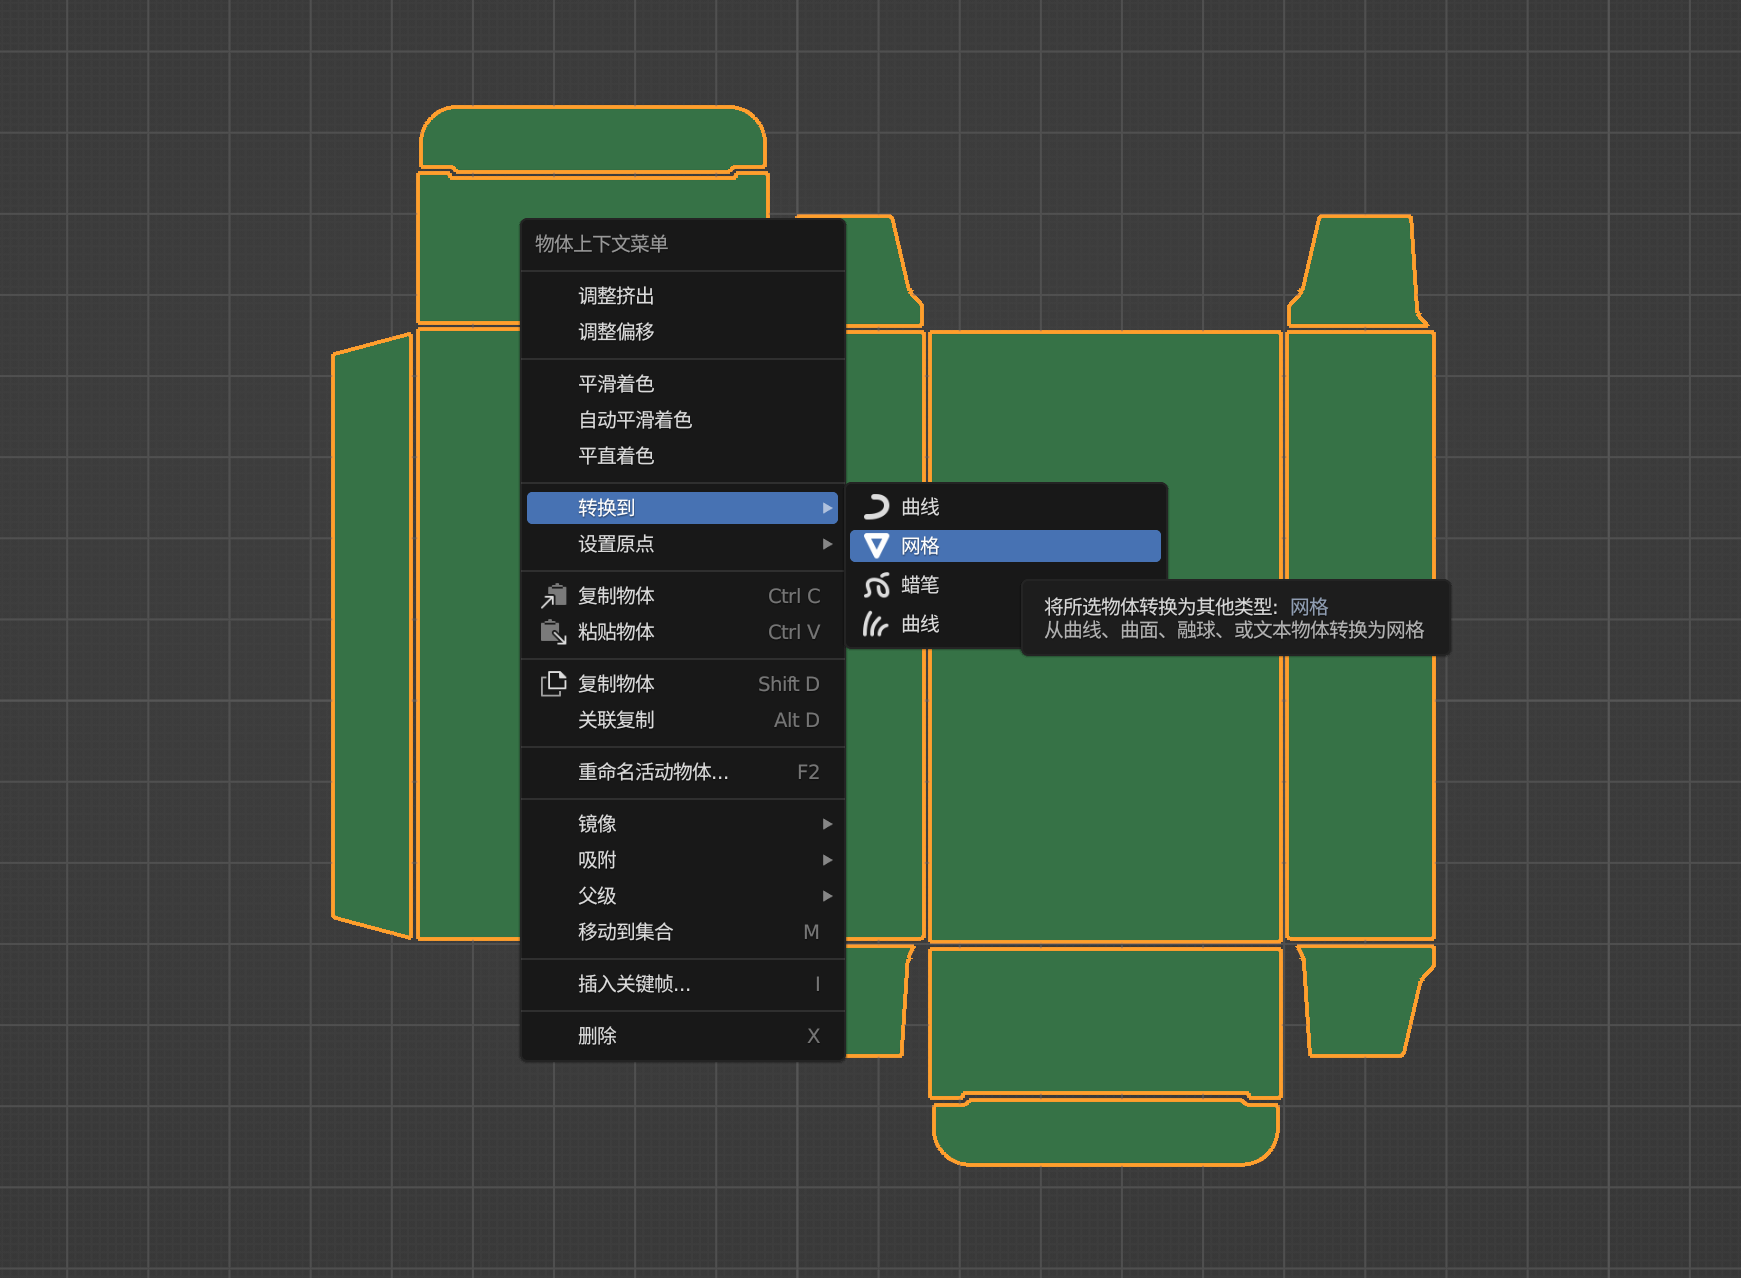 物体上下文菜单
调整挤出
调整偏移
平滑着色
自动平滑着色
平直着色
转换到
设置原点
复制物体 Ctrl C
粘贴物体 Ctrl V
复制物体 Shift D
关联复制 Alt D
重命名活动物体... F2
镜像
吸附
父级
移动到集合 M
插入关键帧... I
删除 X
曲线
网格
蜡笔
曲线
将所选物体转换为其他类型: 网格
从曲线、曲面、融球、或文本物体转换为网格